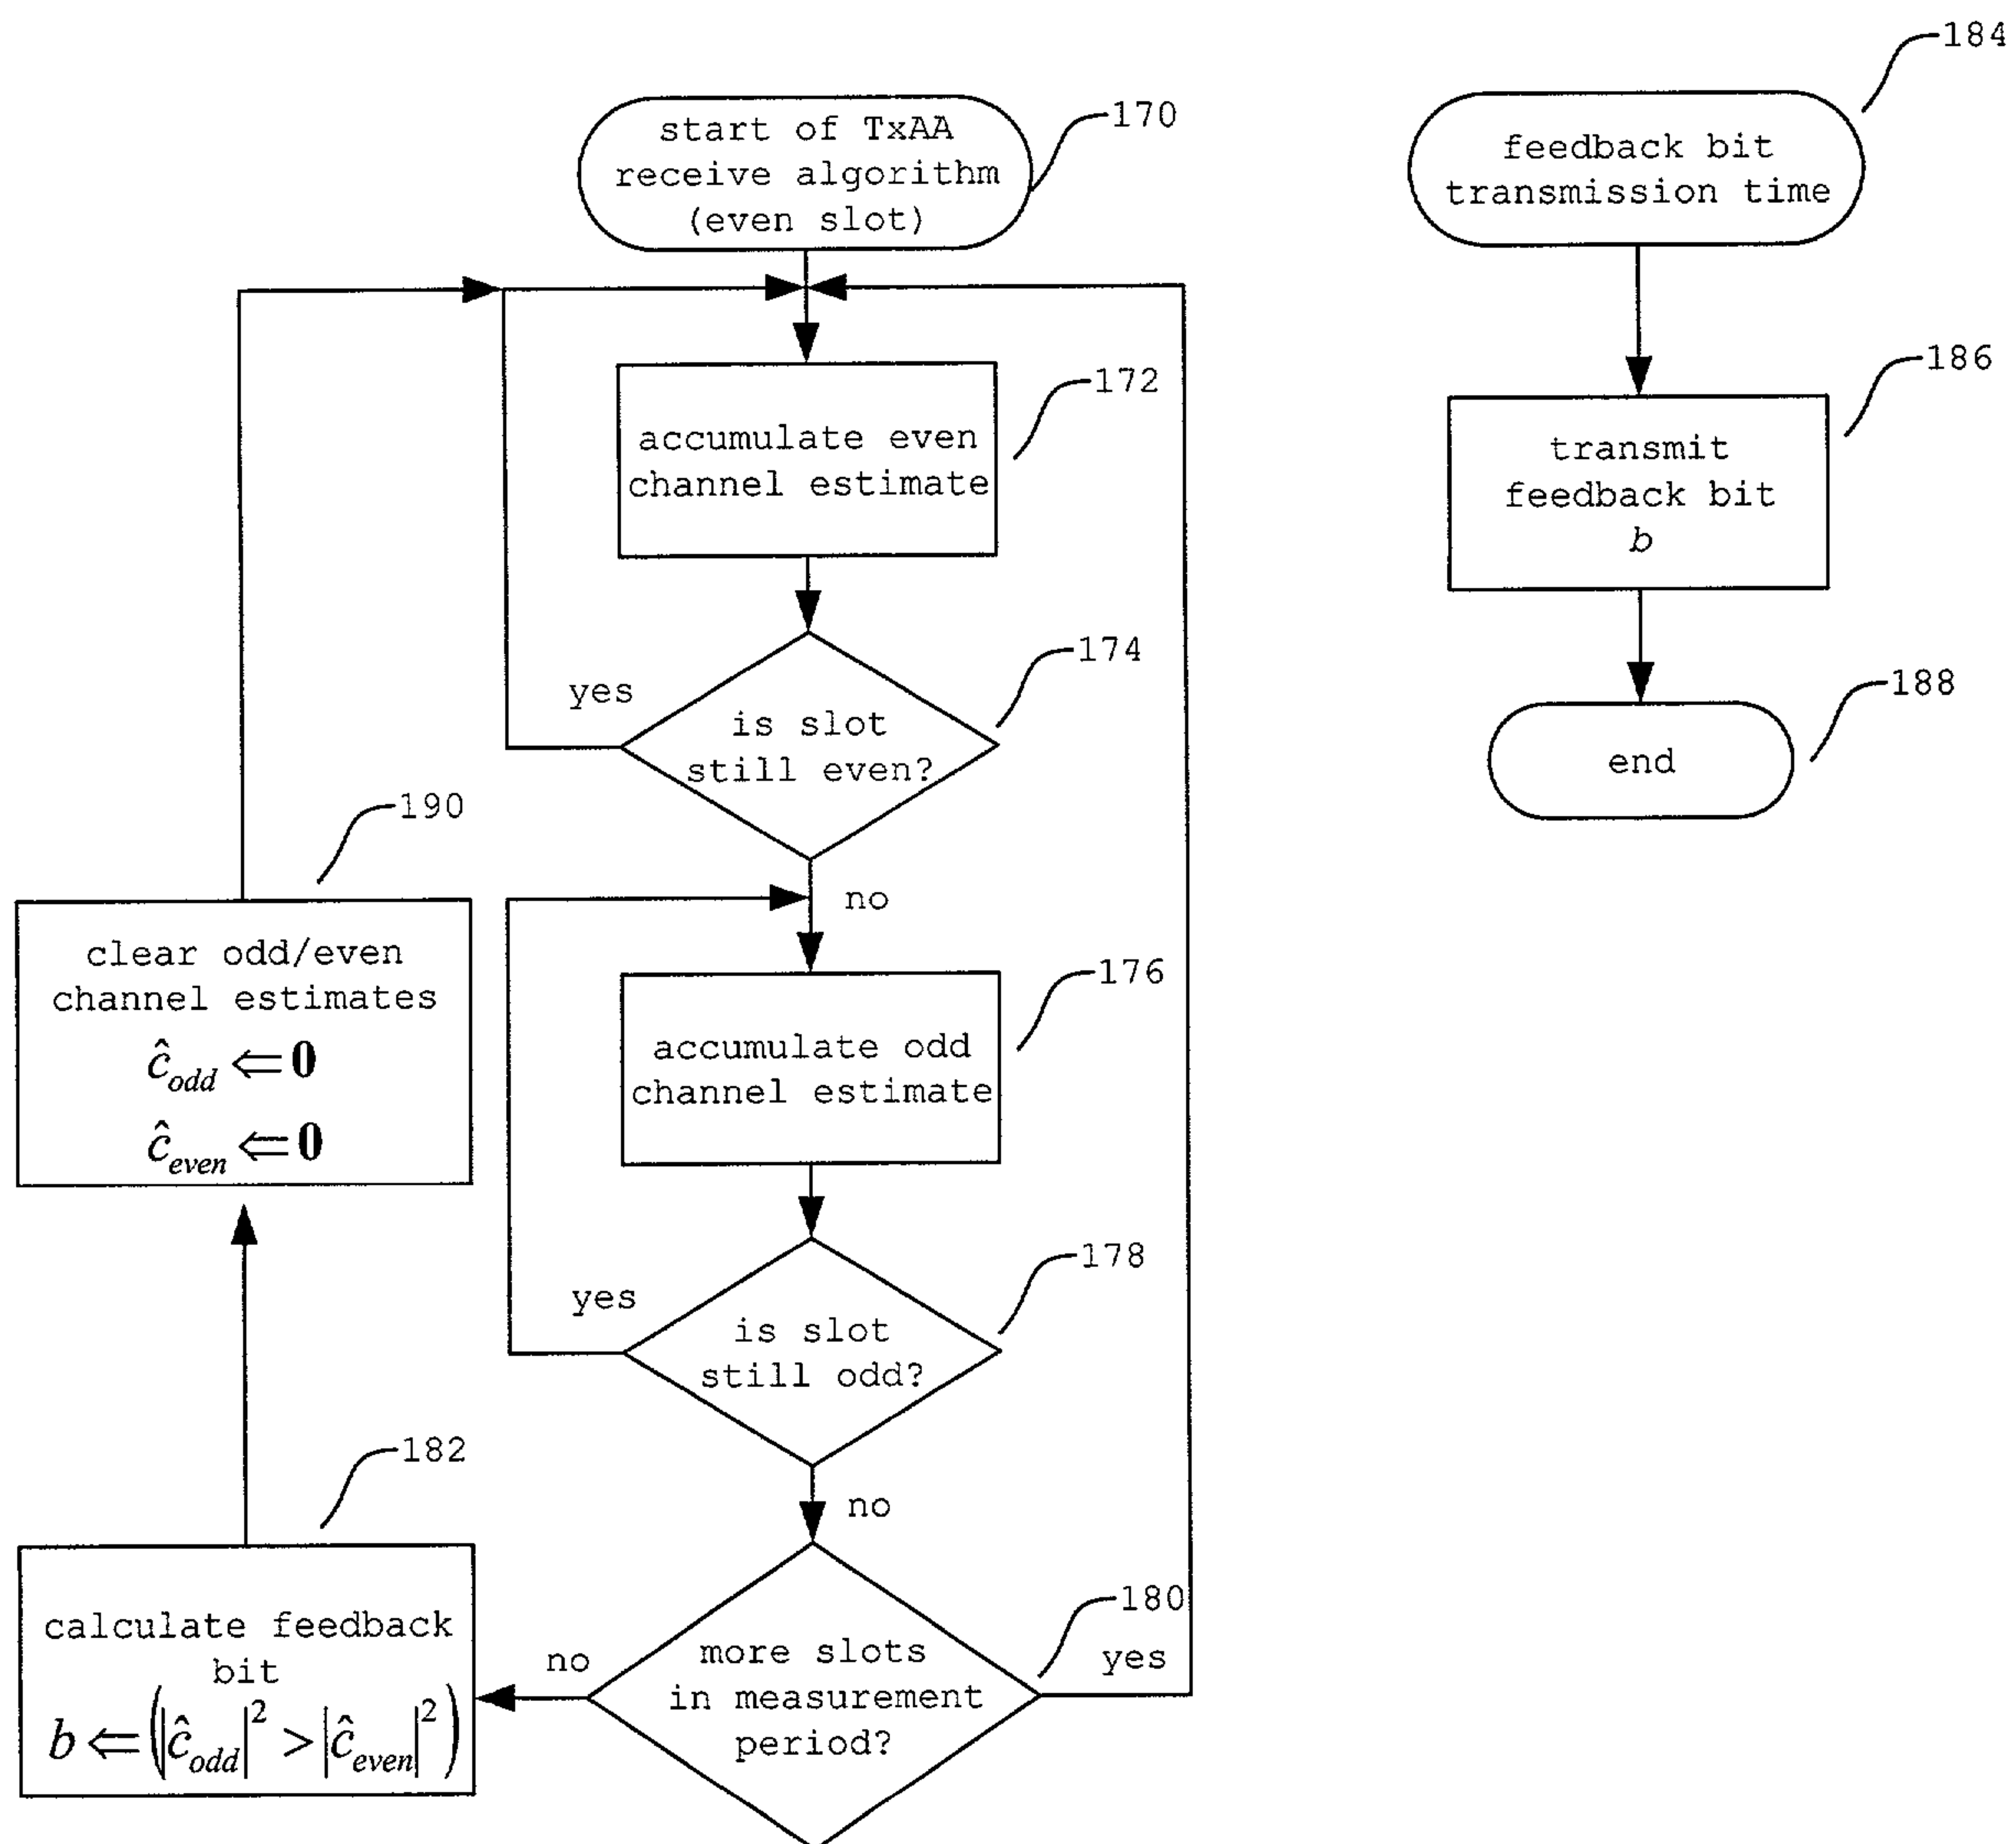 start of TxAA
receive algorithm
(even slot)
170
accumulate even
channel estimate
172
is slot
still even?
174
yes
no
accumulate odd
channel estimate
176
is slot
still odd?
178
yes
no
more slots
in measurement
period?
180
yes
no
calculate feedback
bit
b ⇐ (|ĉ_odd|² > |ĉ_even|²)
182
clear odd/even
channel estimates
ĉ_odd ⇐ 0
ĉ_even ⇐ 0
190
feedback bit
transmission time
184
transmit
feedback bit
b
186
end
188